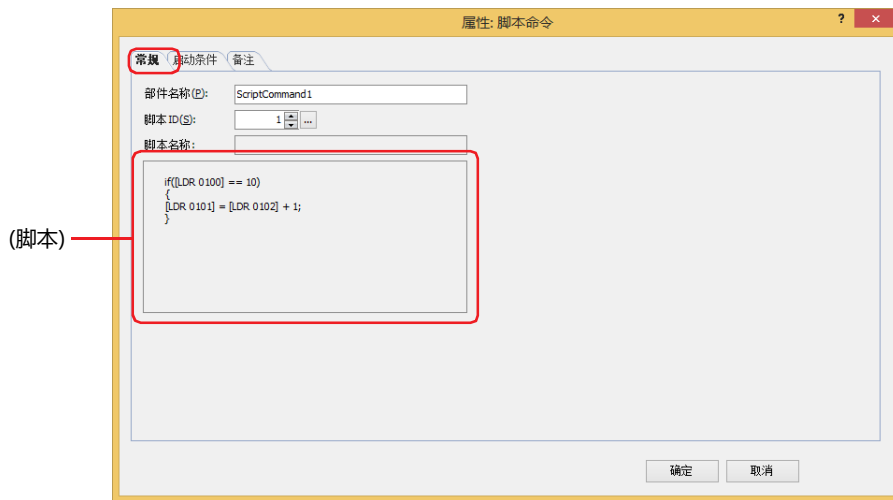 属性: 脚本命令
? ×
常规 启动条件 备注
部件名称(P): ScriptCommand1
脚本 ID(S): 1 ...
脚本名称:
if([LDR 0100] == 10)
{
[LDR 0101] = [LDR 0102] + 1;
}
(脚本)
确定 取消